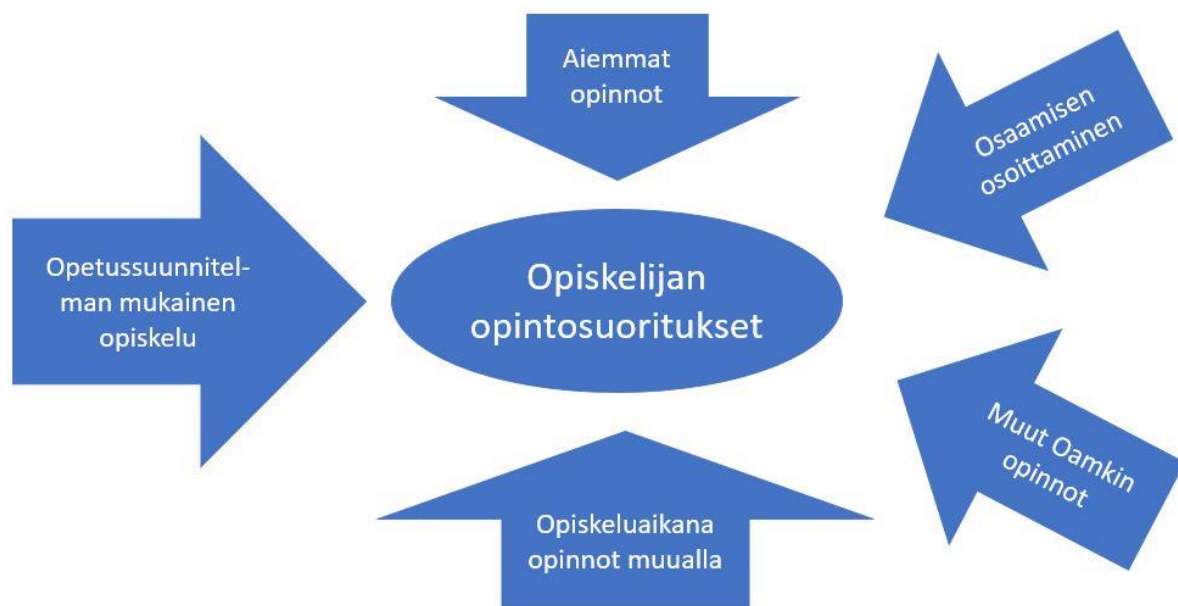 Aiemmat
opinnot
Osaamisen
osoittaminen
Opetussuunnitel-
man mukainen
opiskelu
Opiskelijan
opintosuoritukset
Muut Oamkin
opinnot
Opiskeluaikana
opinnot muualla